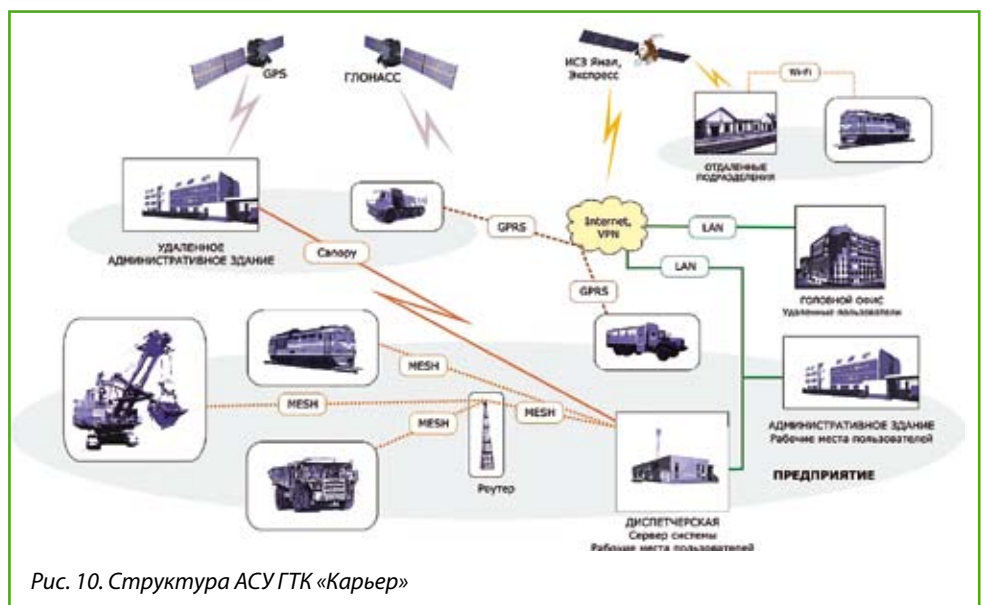 GPS
ГЛОНАСС
ИСЗ Ямал,
Экспресс
Wi-Fi
ОТДАЛЕННЫЕ
ПОДРАЗДЕЛЕНИЯ
УДАЛЕННОЕ
АДМИНИСТРАТИВНОЕ ЗДАНИЕ
Canopy
GPRS
Internet,
VPN
LAN
LAN
GPRS
ГОЛОВНОЙ ОФИС
Удаленные пользователи
MESH
MESH
MESH
MESH
Роутер
АДМИНИСТРАТИВНОЕ ЗДАНИЕ
Рабочие места пользователей
ПРЕДПРИЯТИЕ
ДИСПЕТЧЕРСКАЯ
Сервер системы
Рабочие места пользователей
Рис. 10. Структура АСУ ГТК «Карьер»